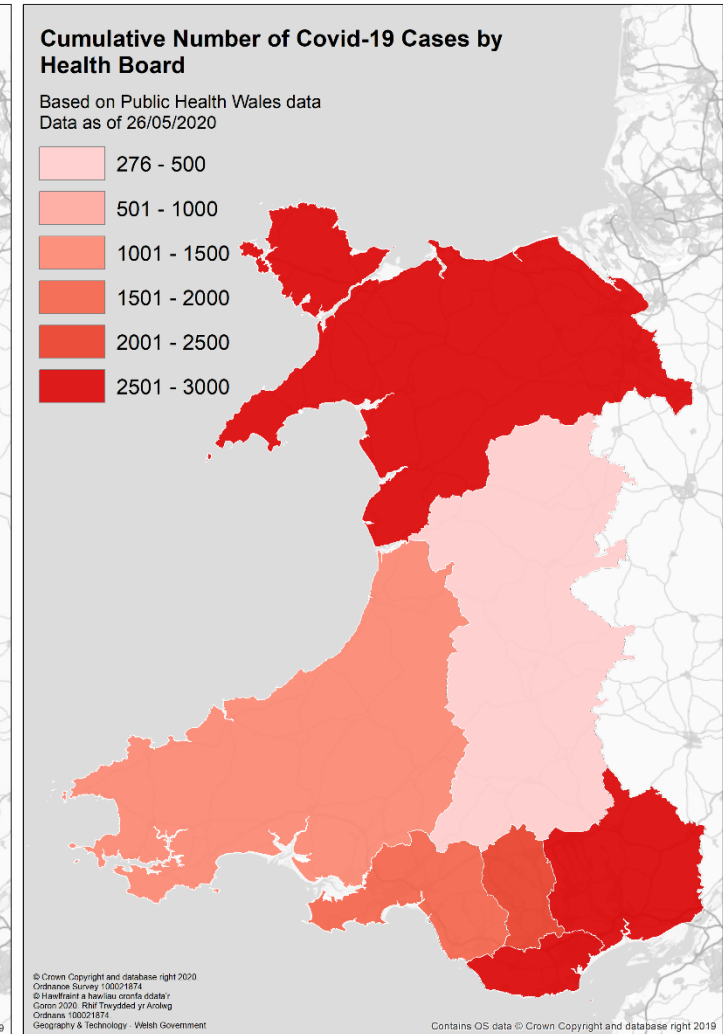 Cumulative Number of Covid-19 Cases by
Health Board
Based on Public Health Wales data
Data as of 26/05/2020
276 - 500
501 - 1000
1001 - 1500
1501 - 2000
2001 - 2500
2501 - 3000
© Crown Copyright and database right 2020.
Ordnance Survey 100021874
© Hawlfraint a hawliau cronfa ddata'r
Goron 2020. Rhif Trwydded yr Arolwg
Ordnans 100021874
Geography & Technology - Welsh Government
Contains OS data © Crown Copyright and database right 2019
9